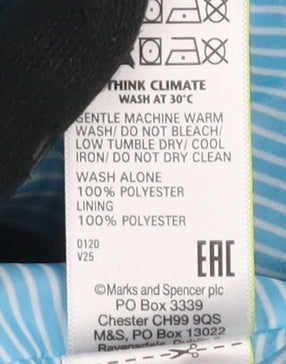 THINK CLIMATE
WASH AT 30°C
GENTLE MACHINE WARM
WASH/ DO NOT BLEACH/
LOW TUMBLE DRY/ COOL
IRON/ DO NOT DRY CLEAN
WASH ALONE
100% POLYESTER
LINING
100% POLYESTER
0120
V25
EAC
©Marks and Spencer plc
PO Box 3339
Chester CH99 9QS
M&S, PO Box 13022